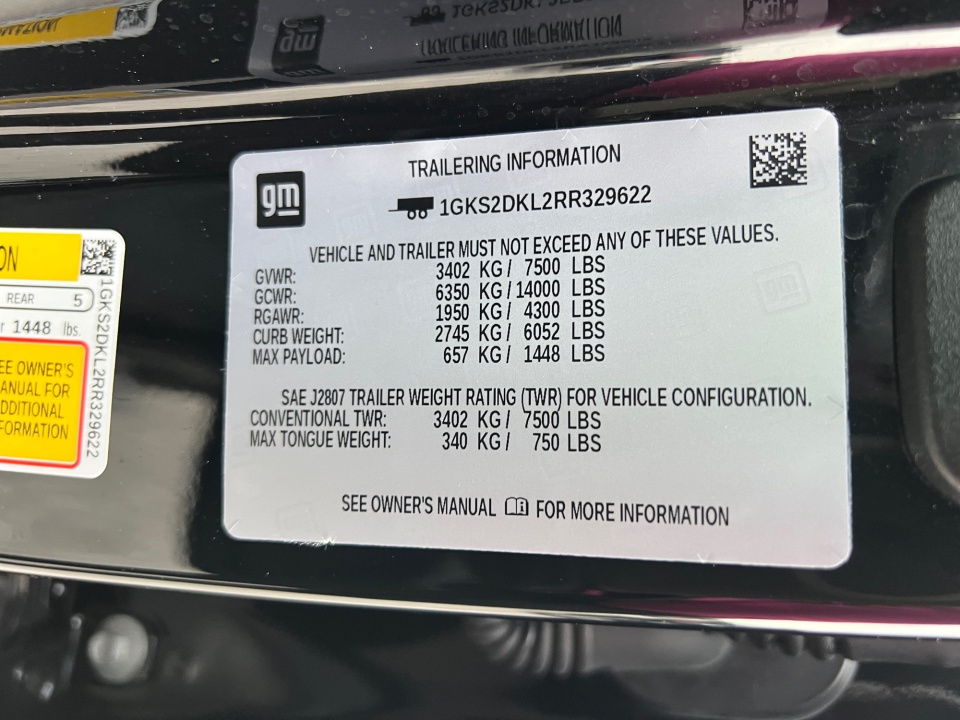 TRAILERING INFORMATION
gm
1GKS2DKL2RR329622
VEHICLE AND TRAILER MUST NOT EXCEED ANY OF THESE VALUES.
GVWR: 3402 KG / 7500 LBS
GCWR: 6350 KG / 14000 LBS
RGAWR: 1950 KG / 4300 LBS
CURB WEIGHT: 2745 KG / 6052 LBS
MAX PAYLOAD: 657 KG / 1448 LBS
SAE J2807 TRAILER WEIGHT RATING (TWR) FOR VEHICLE CONFIGURATION.
CONVENTIONAL TWR: 3402 KG / 7500 LBS
MAX TONGUE WEIGHT: 340 KG / 750 LBS
SEE OWNER'S MANUAL FOR MORE INFORMATION
ON
REAR 5
r 1448 lbs.
EE OWNER'S
ANUAL FOR
DDITIONAL
FORMATION
1GKS2DKL2RR329622